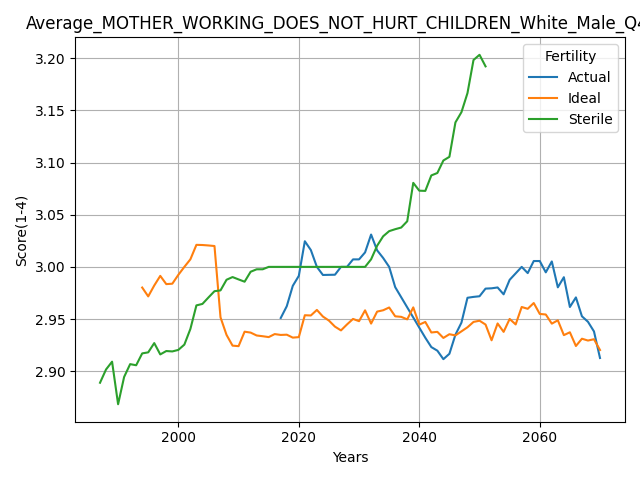 Average_MOTHER_WORKING_DOES_NOT_HURT_CHILDREN_White_Male_Q4
3.20
3.15
3.10
3.05
3.00
2.95
2.90
Score(1-4)
Fertility
Actual
Ideal
Sterile
2000
2020
2040
2060
Years